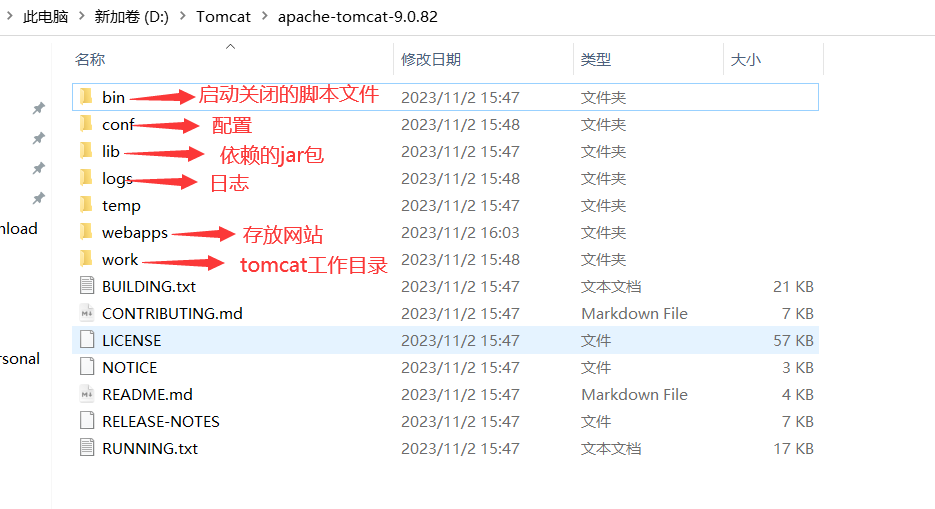 此电脑 > 新加卷 (D:) > Tomcat > apache-tomcat-9.0.82
名称 修改日期 类型 大小
bin 启动关闭的脚本文件 2023/11/2 15:47 文件夹
conf 配置 2023/11/2 15:48 文件夹
lib 依赖的jar包 2023/11/2 15:47 文件夹
logs 日志 2023/11/2 15:48 文件夹
temp 2023/11/2 15:47 文件夹
nload
webapps 存放网站 2023/11/2 16:03 文件夹
work tomcat工作目录 2023/11/2 15:48 文件夹
BUILDING.txt 2023/11/2 15:47 文本文档 21 KB
CONTRIBUTING.md 2023/11/2 15:47 Markdown File 7 KB
LICENSE 2023/11/2 15:47 文件 57 KB
rsonal
NOTICE 2023/11/2 15:47 文件 3 KB
README.md 2023/11/2 15:47 Markdown File 4 KB
RELEASE-NOTES 2023/11/2 15:47 文件 7 KB
RUNNING.txt 2023/11/2 15:47 文本文档 17 KB